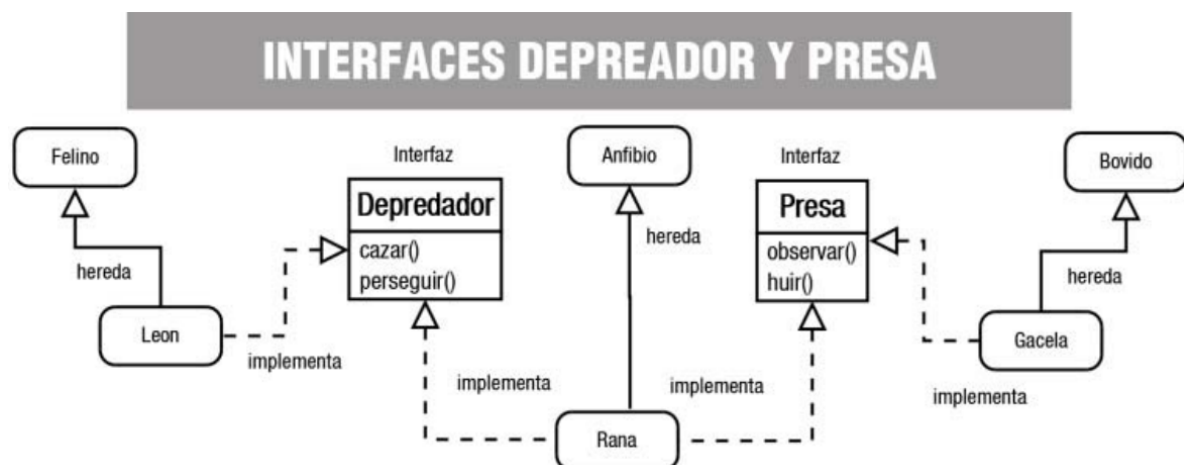 INTERFACES DEPREADOR Y PRESA
Felino
Interfaz
Anfibio
Interfaz
Bovido
Depredador
Presa
cazar()
perseguir()
observar()
huir()
hereda
hereda
hereda
Leon
Gacela
implementa
implementa
implementa
implementa
Rana